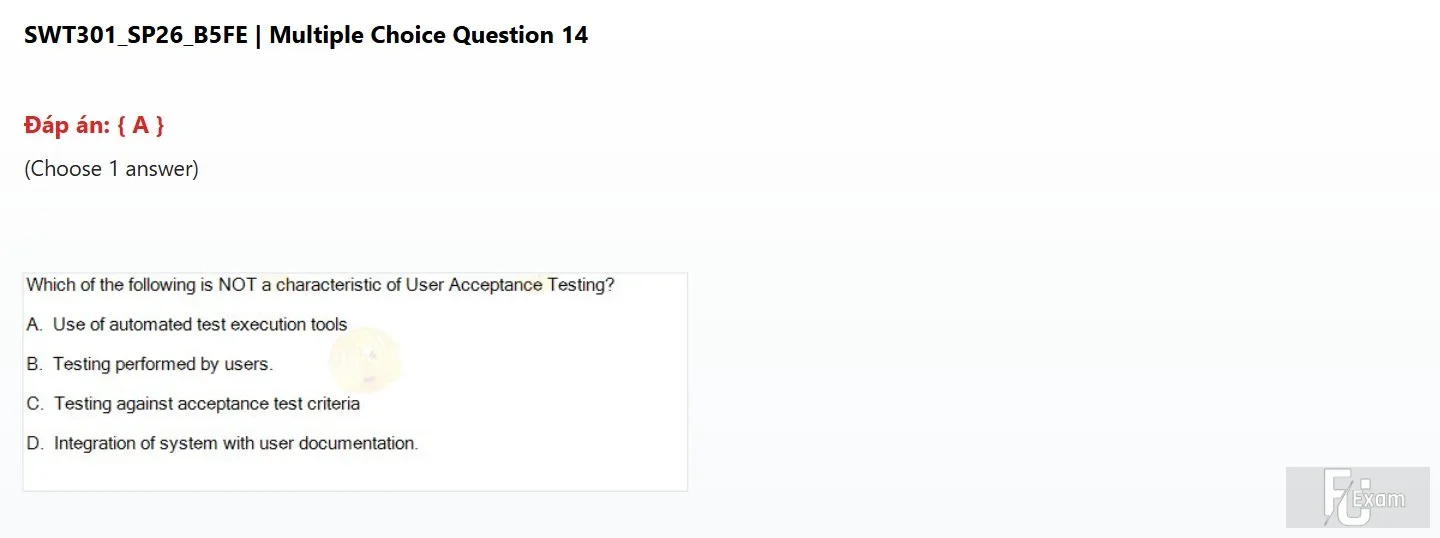 SWT301_SP26_B5FE | Multiple Choice Question 14
Đáp án: { A }
(Choose 1 answer)
Which of the following is NOT a characteristic of User Acceptance Testing?
A. Use of automated test execution tools
B. Testing performed by users.
C. Testing against acceptance test criteria
D. Integration of system with user documentation.
FU Exam